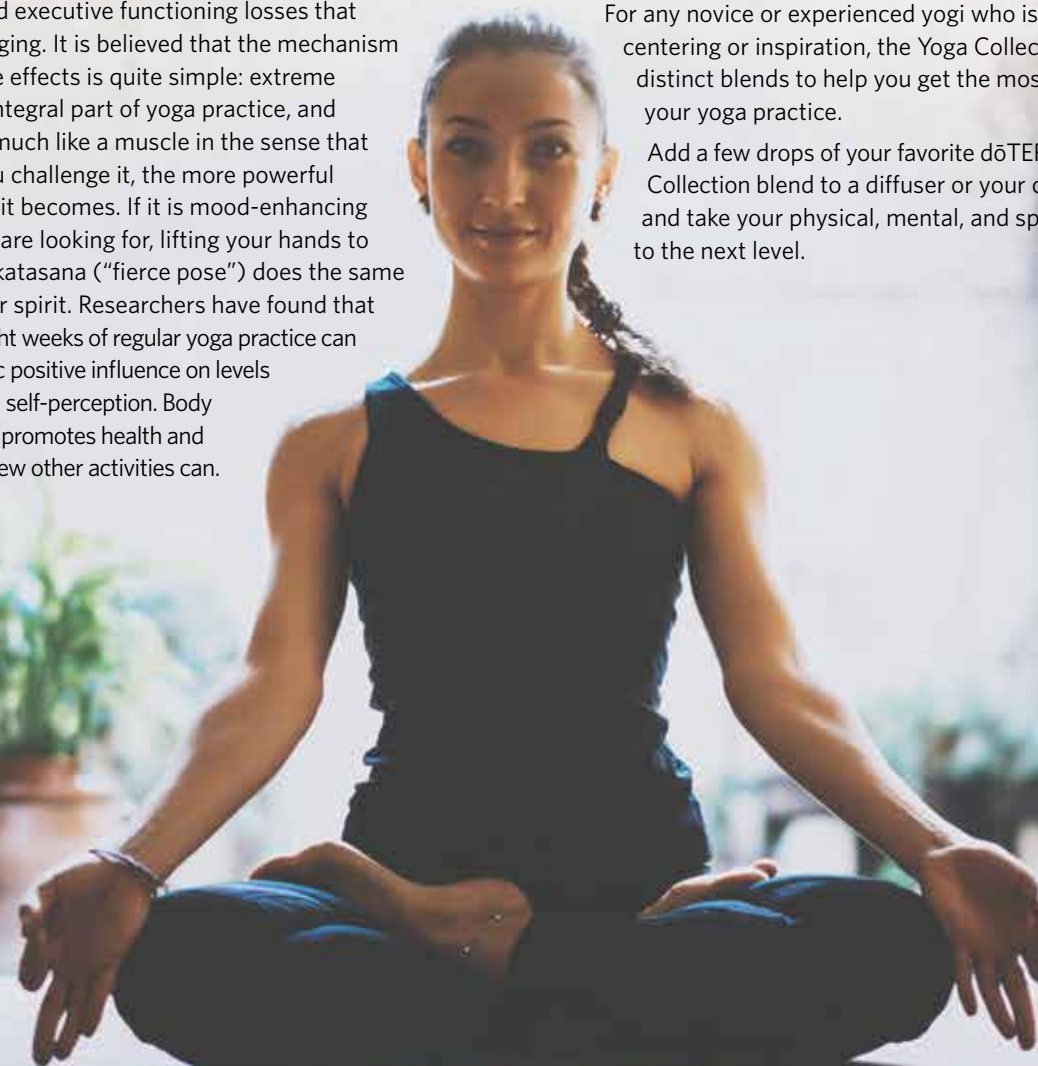 d executive functioning losses that
ging. It is believed that the mechanism
e effects is quite simple: extreme
ntegral part of yoga practice, and
much like a muscle in the sense that
u challenge it, the more powerful
it becomes. If it is mood-enhancing
are looking for, lifting your hands to
katasana (“fierce pose”) does the same
r spirit. Researchers have found that
ht weeks of regular yoga practice can
c positive influence on levels
self-perception. Body
promotes health and
ew other activities can.
For any novice or experienced yogi who is
centering or inspiration, the Yoga Collec
distinct blends to help you get the mos
your yoga practice.
Add a few drops of your favorite dōTER
Collection blend to a diffuser or your
and take your physical, mental, and sp
to the next level.